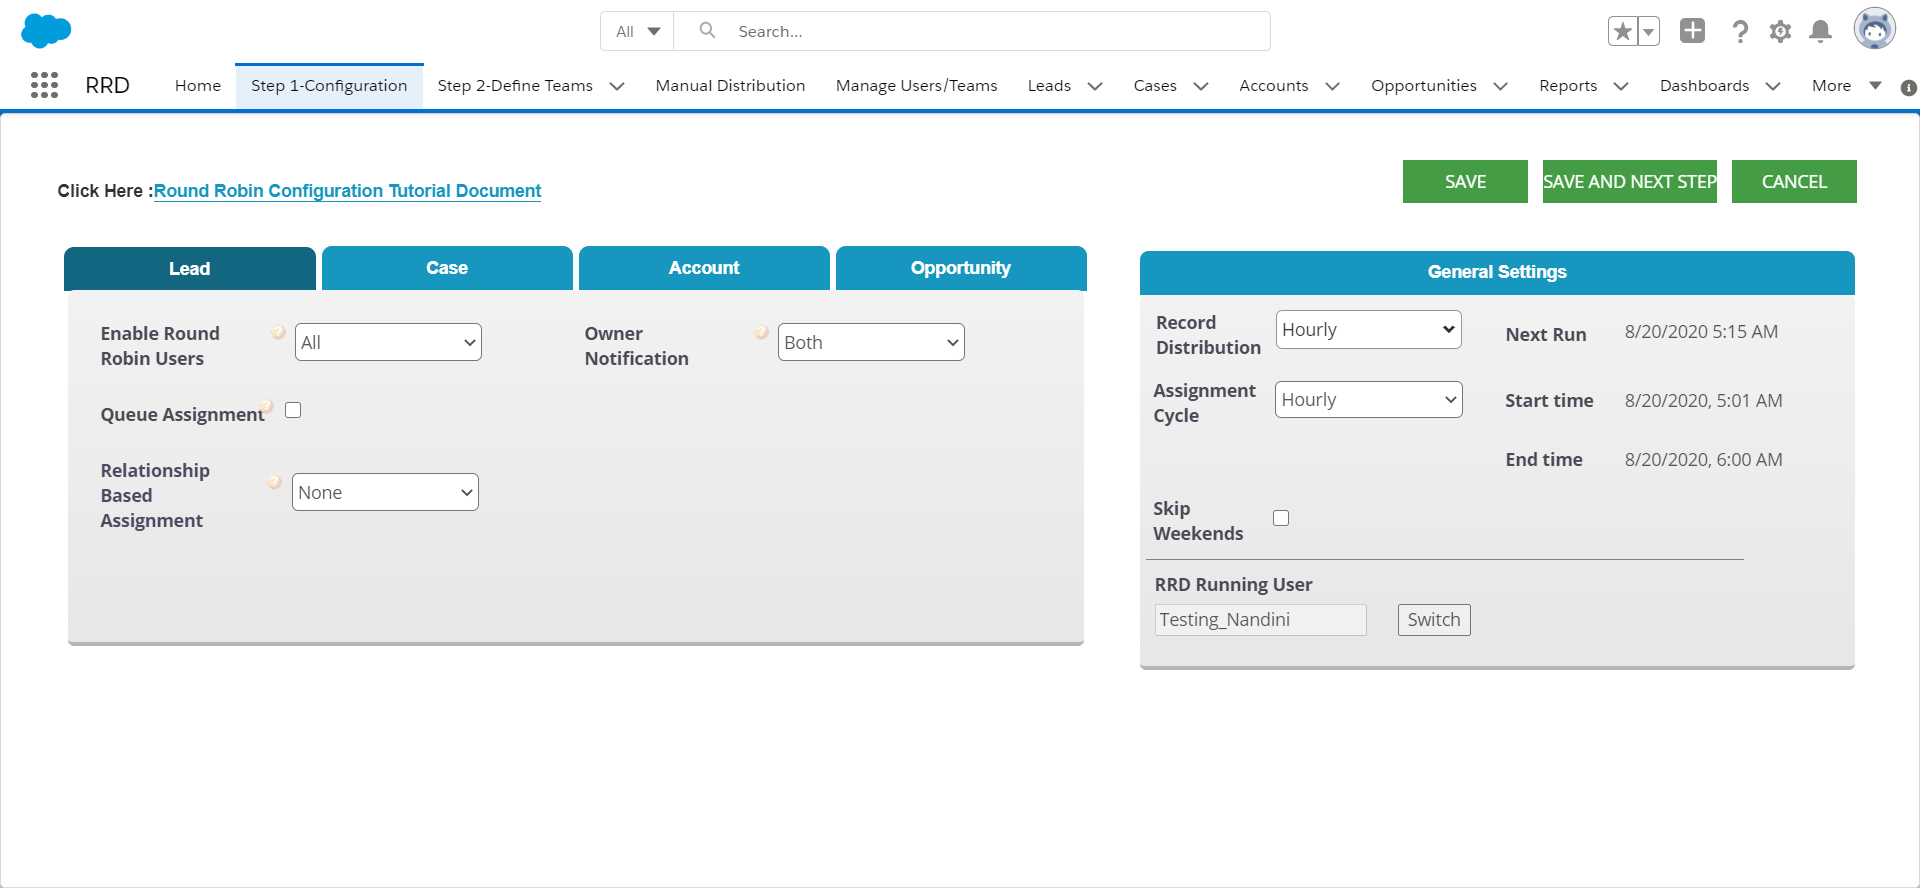 All
Search...
RRD
Home
Step 1-Configuration
Step 2-Define Teams
Manual Distribution
Manage Users/Teams
Leads
Cases
Accounts
Opportunities
Reports
Dashboards
More
Click Here :Round Robin Configuration Tutorial Document
SAVE
SAVE AND NEXT STEP
CANCEL
Lead
Case
Account
Opportunity
Enable Round
Robin Users
?
All
Owner
Notification
?
Both
Queue Assignment
?
Relationship
Based
Assignment
?
None
General Settings
Record
Distribution
Hourly
Next Run
8/20/2020 5:15 AM
Assignment
Cycle
Hourly
Start time
8/20/2020, 5:01 AM
End time
8/20/2020, 6:00 AM
Skip
Weekends
RRD Running User
Testing_Nandini
Switch